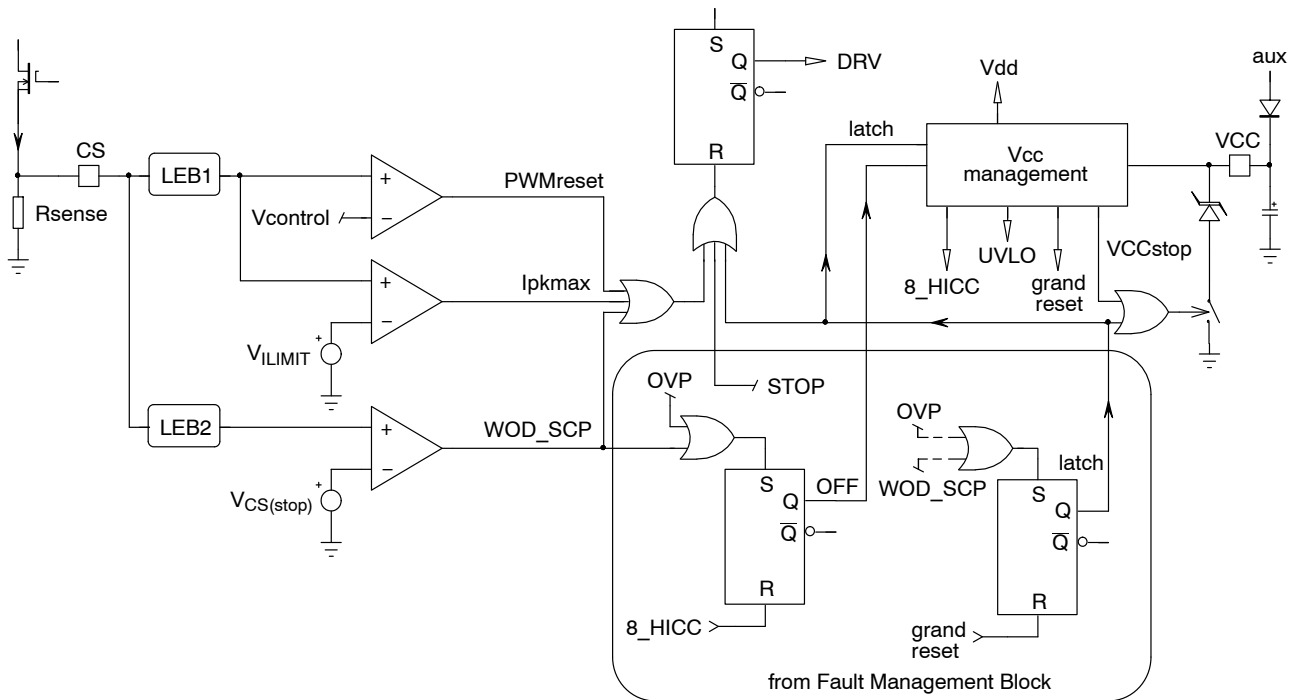 S
Q
Q
R
DRV
Vdd
aux
latch
VCC
Vcc
management
CS
LEB1
Rsense
+
−
Vcontrol
PWMreset
8_HICC
UVLO
grand
reset
VCCstop
+
−
Ipkmax
+
VILIMIT
STOP
OVP
LEB2
+
−
WOD_SCP
+
VCS(stop)
S
Q
Q
R
OFF
8_HICC
OVP
WOD_SCP
latch
S
Q
Q
R
grand
reset
+
from Fault Management Block